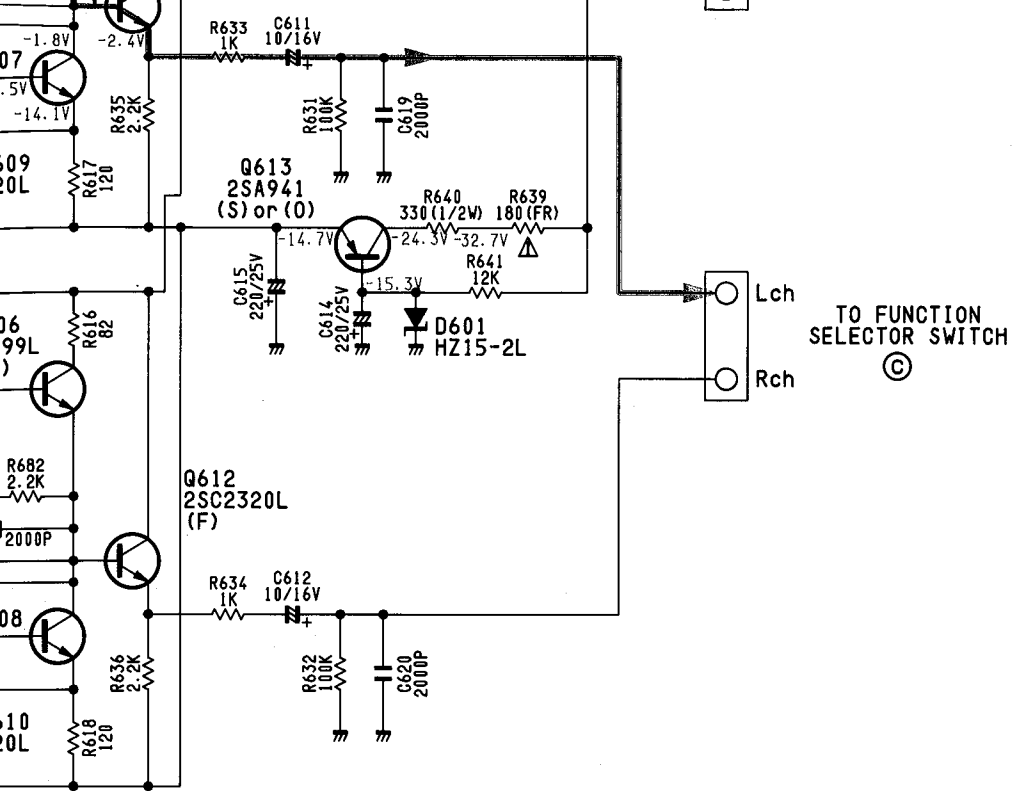 R633
1K
C611
10/16V
+
-1.8V
-2.4V
07
.5V
-14.1V
R635
2.2K
R631
100K
C619
2000P
609
20L
R617
120
Q613
2SA941
(S)or(O)
R640
330(1/2W)
R639
180(FR)
-14.7V
-24.3V
-32.7V
!
R641
12K
-15.3V
C615
220/25V
+
C614
220/25V
+
D601
HZ15-2L
Lch
TO FUNCTION
SELECTOR SWITCH
C
Rch
06
99L
)
R616
82
R682
2.2K
2000P
Q612
2SC2320L
(F)
R634
1K
C612
10/16V
+
08
R636
2.2K
R632
100K
C620
2000P
610
20L
R618
120